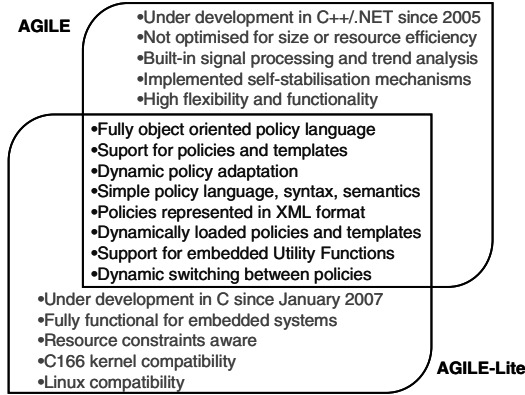 AGILE
•Under development in C++/.NET since 2005
•Not optimised for size or resource efficiency
•Built-in signal processing and trend analysis
•Implemented self-stabilisation mechanisms
•High flexibility and functionality
•Fully object oriented policy language
•Suport for policies and templates
•Dynamic policy adaptation
•Simple policy language, syntax, semantics
•Policies represented in XML format
•Dynamically loaded policies and templates
•Support for embedded Utility Functions
•Dynamic switching between policies
•Under development in C since January 2007
•Fully functional for embedded systems
•Resource constraints aware
•C166 kernel compatibility
•Linux compatibility
AGILE-Lite